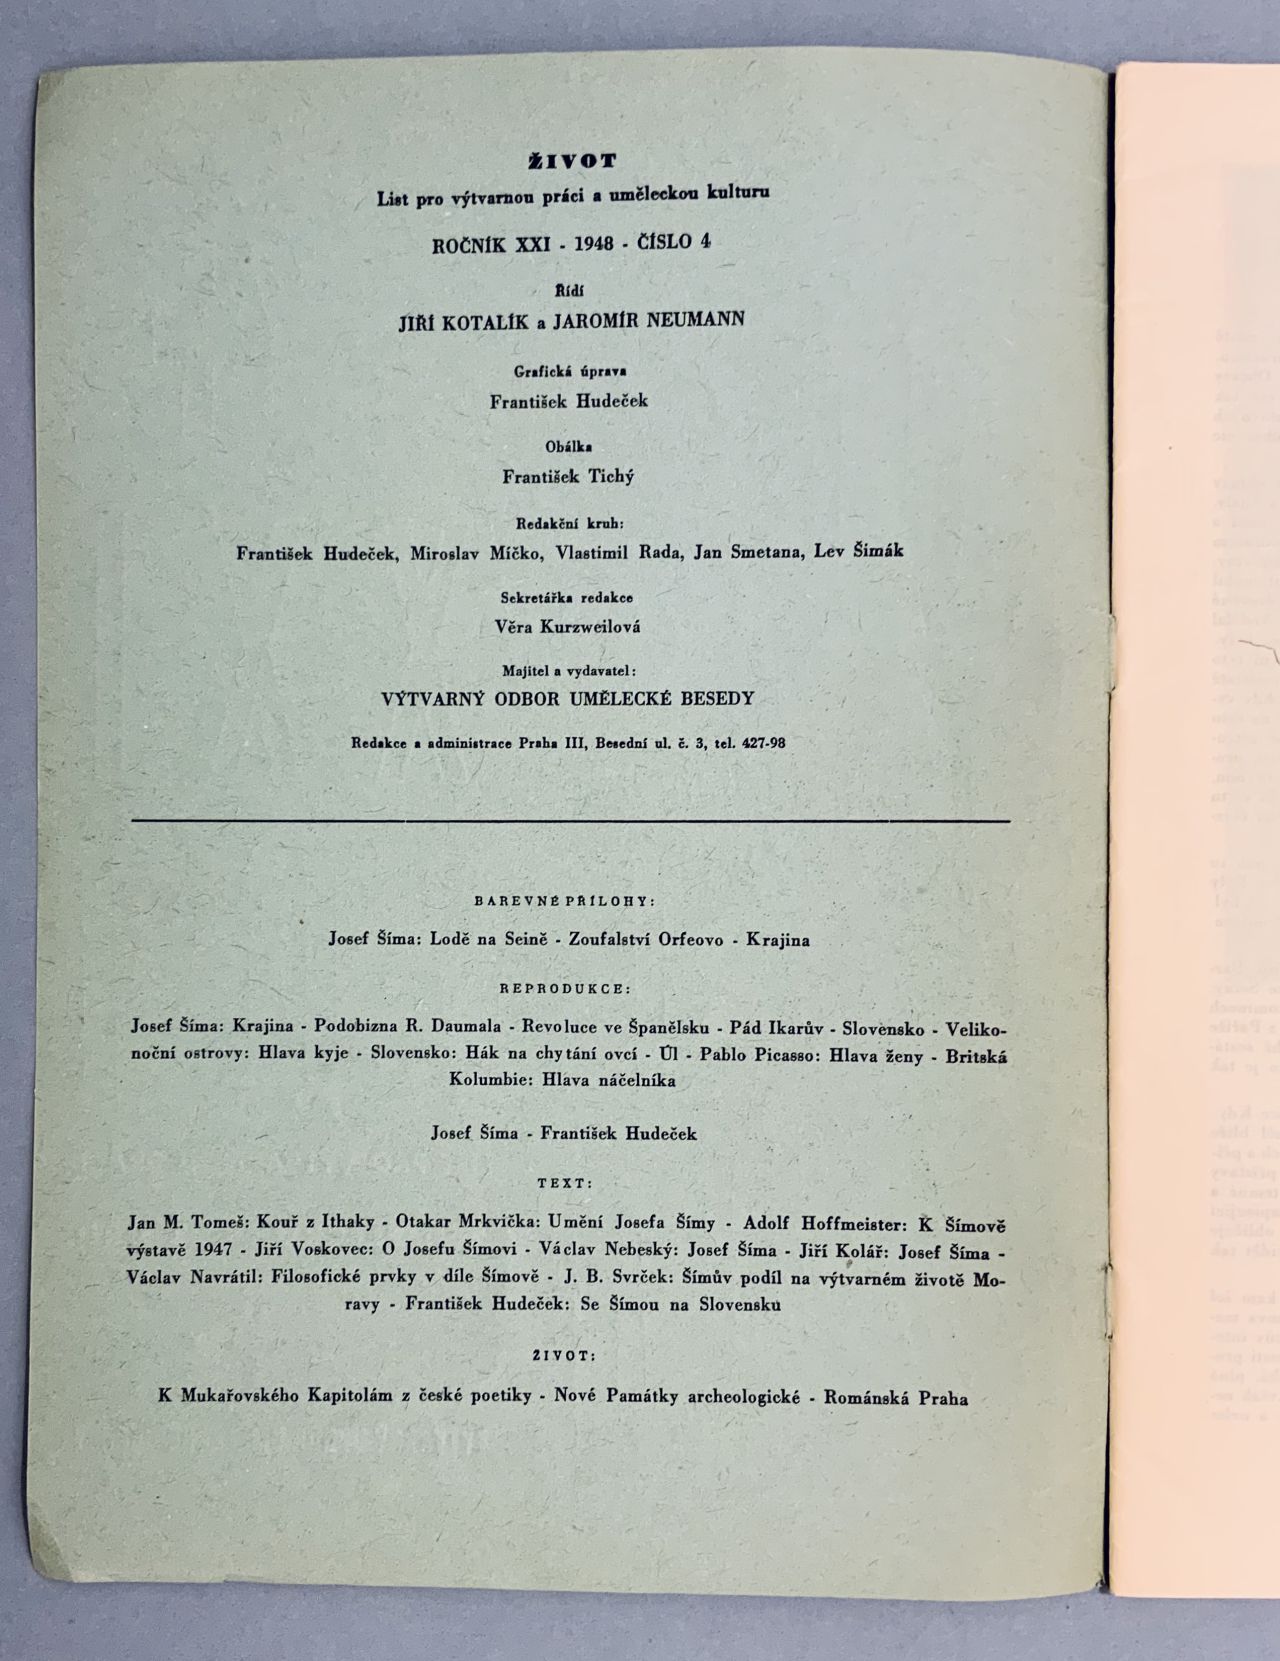 ŽIVOT
List pro výtvarnou práci a uměleckou kulturu
ROČNÍK XXI - 1948 - ČÍSLO 4
Řídí
JIŘÍ KOTALÍK a JAROMÍR NEUMANN
Grafická úprava
František Hudeček
Obálka
František Tichý
Redakční kruh:
František Hudeček, Miroslav Míčko, Vlastimil Rada, Jan Smetana, Lev Šimák
Sekretářka redakce
Věra Kurzweilová
Majitel a vydavatel:
VÝTVARNÝ ODBOR UMĚLECKÉ BESEDY
Redakce a administrace Praha III, Besední ul. č. 3, tel. 427-98
BAREVNÉ PŘÍLOHY:
Josef Šíma: Lodě na Seině - Zoufalství Orfeovo - Krajina
REPRODUKCE:
Josef Šíma: Krajina - Podobizna R. Daumala - Revoluce ve Španělsku - Pád Ikarův - Slovensko - Veliko-
noční ostrovy: Hlava kyje - Slovensko: Hák na chytání ovcí - Úl - Pablo Picasso: Hlava ženy - Britská
Kolumbie: Hlava náčelníka
Josef Šíma - František Hudeček
TEXT:
Jan M. Tomeš: Kouř z Ithaky - Otakar Mrkvička: Umění Josefa Šímy - Adolf Hoffmeister: K Šímově
výstavě 1947 - Jiří Voskovec: O Josefu Šímovi - Václav Nebeský: Josef Šíma - Jiří Kolář: Josef Šíma -
Václav Navrátil: Filosofické prvky v díle Šímově - J. B. Svrček: Šímův podíl na výtvarném životě Mo-
ravy - František Hudeček: Se Šímou na Slovensku
ŽIVOT:
K Mukařovského Kapitolám z české poetiky - Nové Památky archeologické - Románská Praha